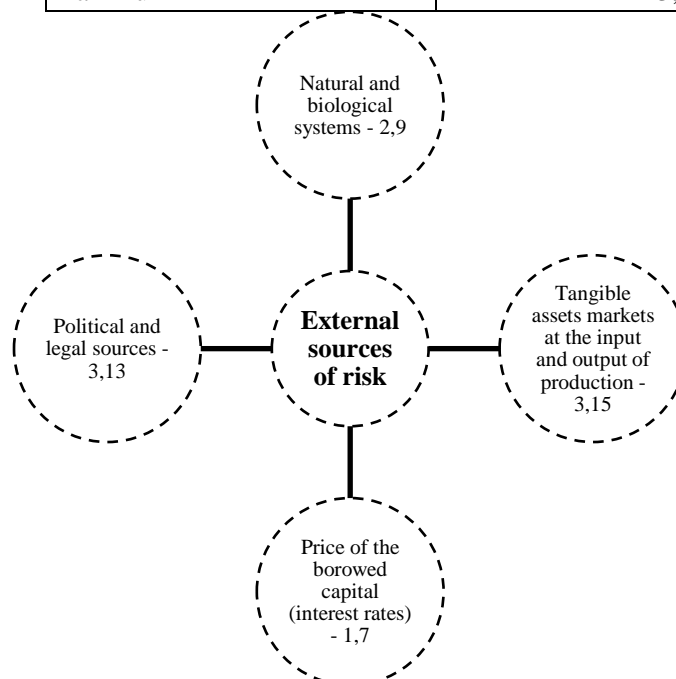 Natural and
biological
systems - 2,9
Political and
legal sources -
3,13
External
sources
of risk
Tangible
assets markets
at the input
and output of
production -
3,15
Price of the
borowed
capital
(interest rates)
- 1,7